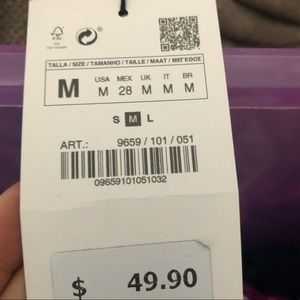 FSC
TALLA / SIZE / TAMANHO / TAILLE / MAAT / ΜΕΓΕΘΟΣ
M
USA MEX UK IT BR
M 28 M M M
S M L
ART.: 9659 / 101 / 051
09659101051032
$ 49.90